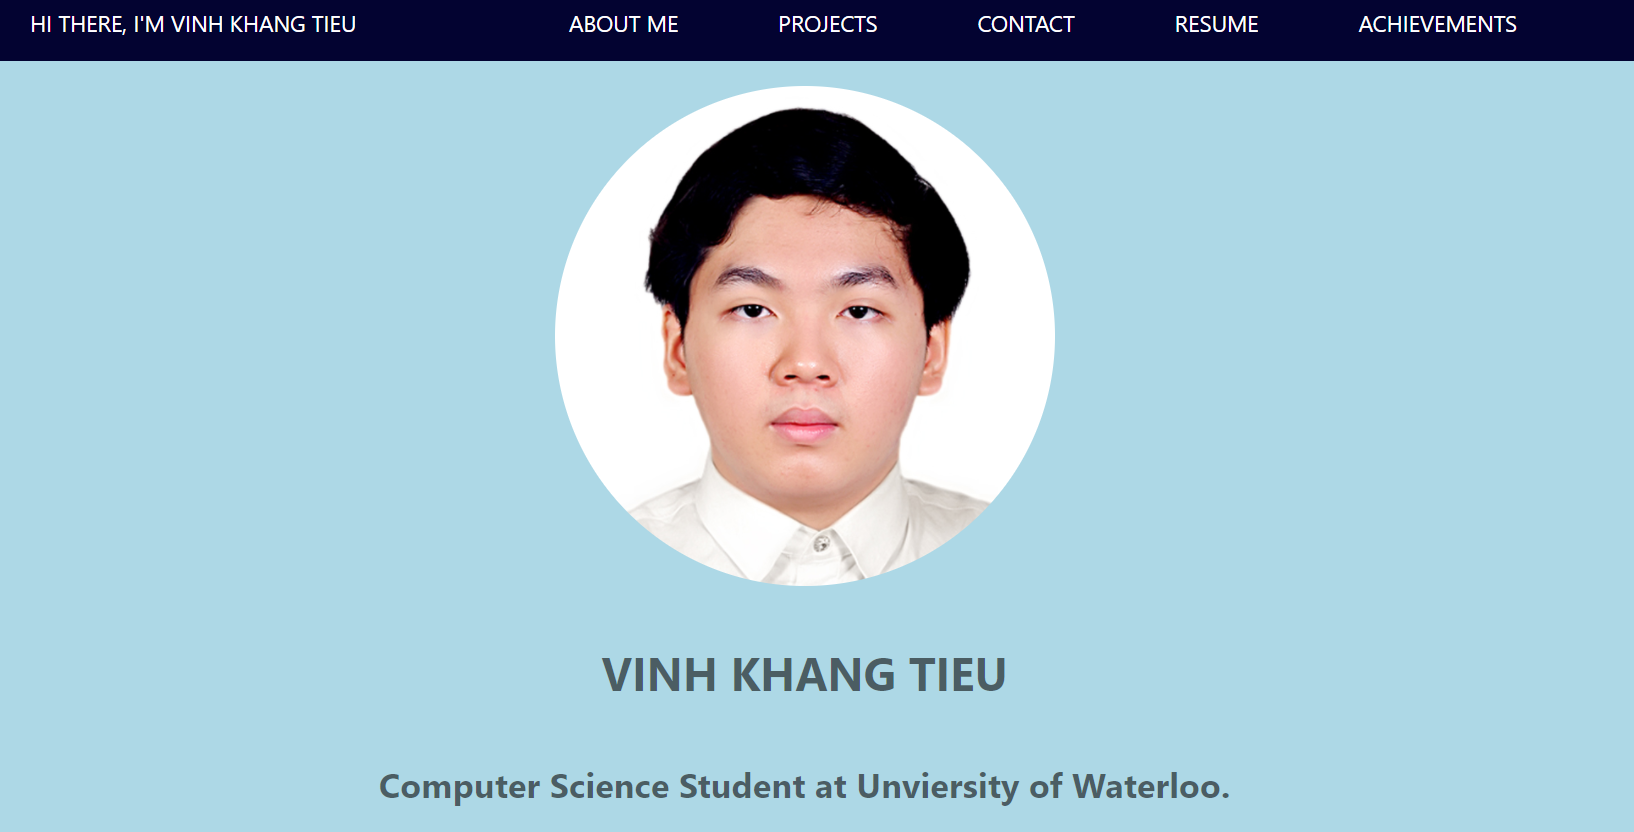 HI THERE, I'M VINH KHANG TIEU ABOUT ME PROJECTS CONTACT RESUME ACHIEVEMENTS
VINH KHANG TIEU
Computer Science Student at Unviersity of Waterloo.